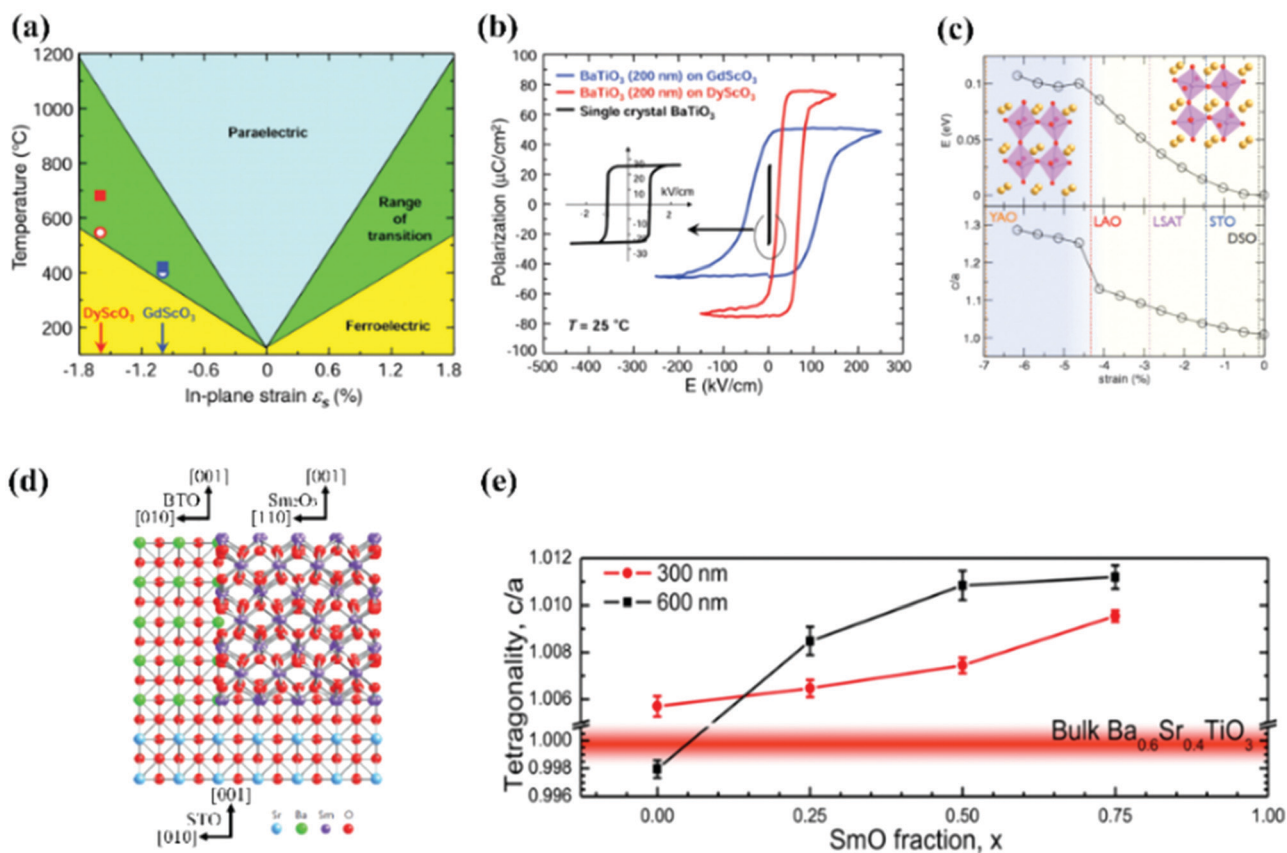 (a)
1200
1000
800
600
400
200
Temperature (°C)
Paraelectric
Range
of
transition
Ferroelectric
DyScO3
GdScO3
-1.8
-1.2
-0.6
0
0.6
1.2
1.8
In-plane strain εs (%)
(b)
100
80
60
40
20
0
-20
-40
-60
-80
-100
Polarization (μC/cm2)
BaTiO3 (200 nm) on GdScO3
BaTiO3 (200 nm) on DyScO3
Single crystal BaTiO3
30
20
kV/cm
-2
2
-20
-30
T = 25 °C
-500
-400
-300
-200
-100
0
100
200
300
E (kV/cm)
(c)
0.1
0.05
0
E (eV)
YAO
LAO
LSAT
STO
DSO
1.3
1.2
1.1
1.0
c/a
-7
-6
-5
-4
-3
-2
-1
0
strain (%)
(d)
[001]
[001]
BTO
Sm2O3
[010]
[110]
[001]
STO
[010]
Sr
Ba
Sm
O
(e)
1.012
1.010
1.008
1.006
1.000
0.998
0.996
Tetragonality, c/a
300 nm
600 nm
Bulk Ba0.6Sr0.4TiO3
0.00
0.25
0.50
0.75
1.00
SmO fraction, x